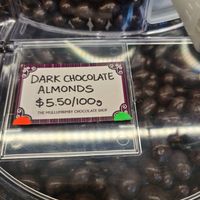 DARK CHOCOLATE
ALMONDS
$5.50/100g
THE MULLUMBIMBY CHOCOLATE SHOP